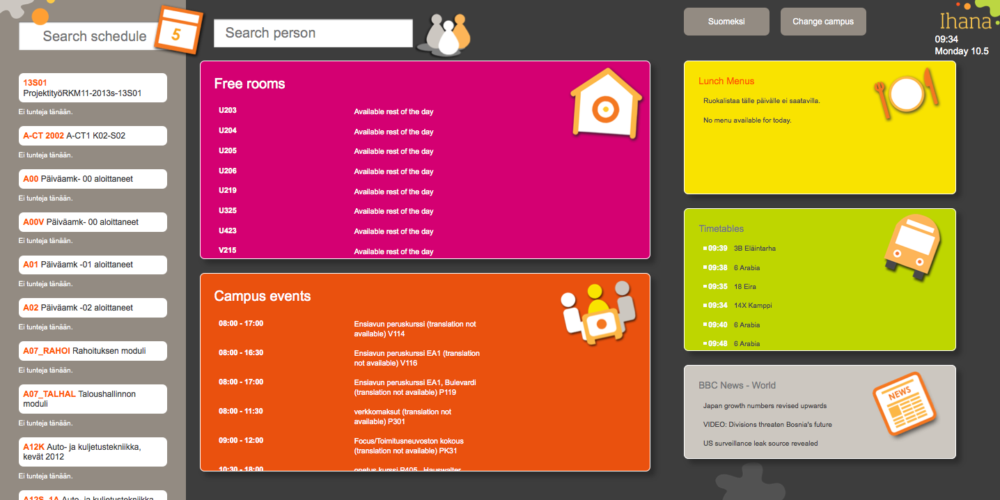 Search schedule
5
13S01
ProjektityöRKM11-2013s-13S01
Ei tunteja tänään.
A-CT 2002 A-CT1 K02-S02
Ei tunteja tänään.
A00 Päiväamk- 00 aloittaneet
Ei tunteja tänään.
A00V Päiväamk- 00 aloittaneet
Ei tunteja tänään.
A01 Päiväamk -01 aloittaneet
Ei tunteja tänään.
A02 Päiväamk -02 aloittaneet
Ei tunteja tänään.
A07_RAHOI Rahoituksen moduli
Ei tunteja tänään.
A07_TALHAL Taloushallinnon
moduli
Ei tunteja tänään.
A12K Auto- ja kuljetustekniikka,
kevät 2012
Ei tunteja tänään.
A12S_1A Auto- ja kuljetustekniikka
Search person
Free rooms
U203 Available rest of the day
U204 Available rest of the day
U205 Available rest of the day
U206 Available rest of the day
U219 Available rest of the day
U325 Available rest of the day
U423 Available rest of the day
V215 Available rest of the day
Campus events
08:00 - 17:00 Ensiavun peruskurssi (translation not
available) V114
08:00 - 16:30 Ensiavun peruskurssi EA1 (translation
not available) V116
08:00 - 17:00 Ensiavun peruskurssi EA1, Bulevardi
(translation not available) P119
08:00 - 11:30 verkkomaksut (translation not
available) P301
09:00 - 12:00 Focus/Toimitusneuvoston kokous
(translation not available) PK31
10:30 - 18:00 opetus kurssi P405, Hauswalter
Suomeksi
Change campus
Ihana
09:34
Monday 10.5
Lunch Menus
Ruokalistaa tälle päivälle ei saatavilla.
No menu available for today.
Timetables
09:39 3B Eläintarha
09:38 6 Arabia
09:35 18 Eira
09:34 14X Kamppi
09:40 6 Arabia
09:48 6 Arabia
BBC News - World
NEWS
Japan growth numbers revised upwards
VIDEO: Divisions threaten Bosnia's future
US surveillance leak source revealed